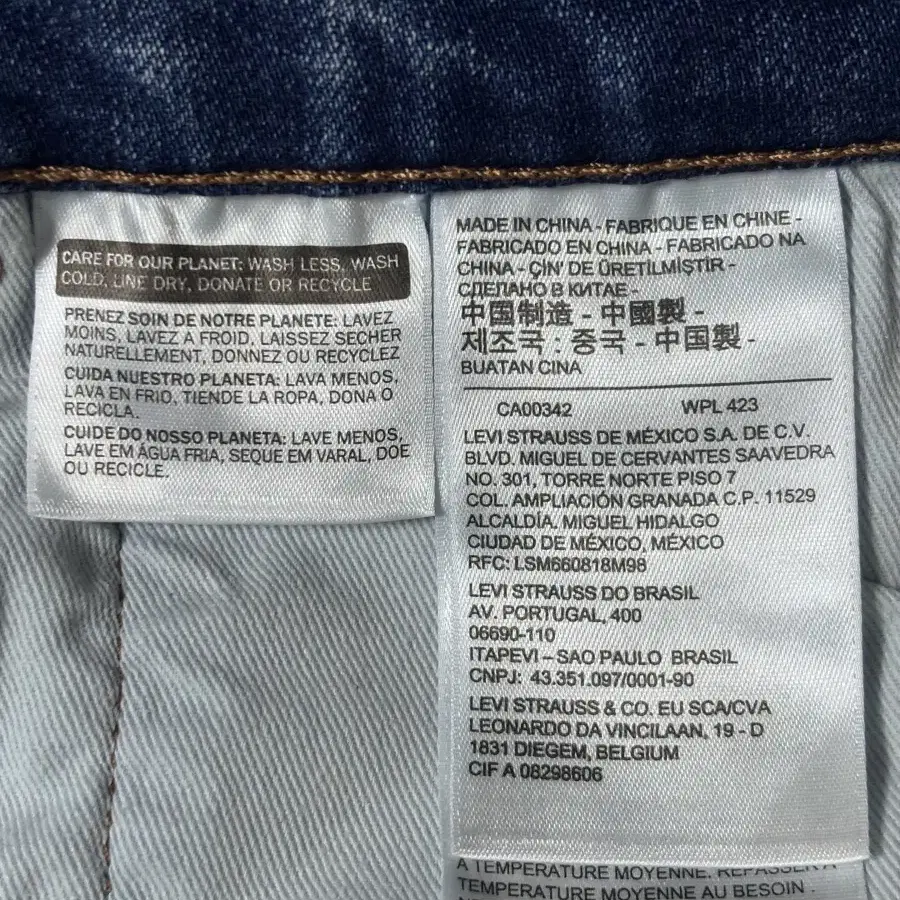 CARE FOR OUR PLANET: WASH LESS, WASH
COLD, LINE DRY, DONATE OR RECYCLE
PRENEZ SOIN DE NOTRE PLANETE: LAVEZ
MOINS, LAVEZ A FROID, LAISSEZ SECHER
NATURELLEMENT, DONNEZ OU RECYCLEZ
CUIDA NUESTRO PLANETA: LAVA MENOS,
LAVA EN FRIO, TIENDE LA ROPA, DONA O
RECICLA.
CUIDE DO NOSSO PLANETA: LAVE MENOS,
LAVE EM ÁGUA FRIA, SEQUE EM VARAL, DOE
OU RECICLE.
MADE IN CHINA - FABRIQUE EN CHINE -
FABRICADO EN CHINA - FABRICADO NA
CHINA - ÇIN' DE ÜRETILMİŞTIR -
СДЕЛАНО В КИТАЕ -
中国制造 - 中國製 -
제조국 : 중국 - 中国製 -
BUATAN CINA
CA00342 WPL 423
LEVI STRAUSS DE MÉXICO S.A. DE C.V.
BLVD. MIGUEL DE CERVANTES SAAVEDRA
NO. 301, TORRE NORTE PISO 7
COL. AMPLIACIÓN GRANADA C.P. 11529
ALCALDÍA. MIGUEL HIDALGO
CIUDAD DE MÉXICO, MÉXICO
RFC: LSM660818M98
LEVI STRAUSS DO BRASIL
AV. PORTUGAL, 400
06690-110
ITAPEVI - SAO PAULO BRASIL
CNPJ: 43.351.097/0001-90
LEVI STRAUSS & CO. EU SCA/CVA
LEONARDO DA VINCILAAN, 19 - D
1831 DIEGEM, BELGIUM
CIF A 08298606
A TEMPERATURE MOYENNE. REPASSER A
TEMPERATURE MOYENNE AU BESOIN .